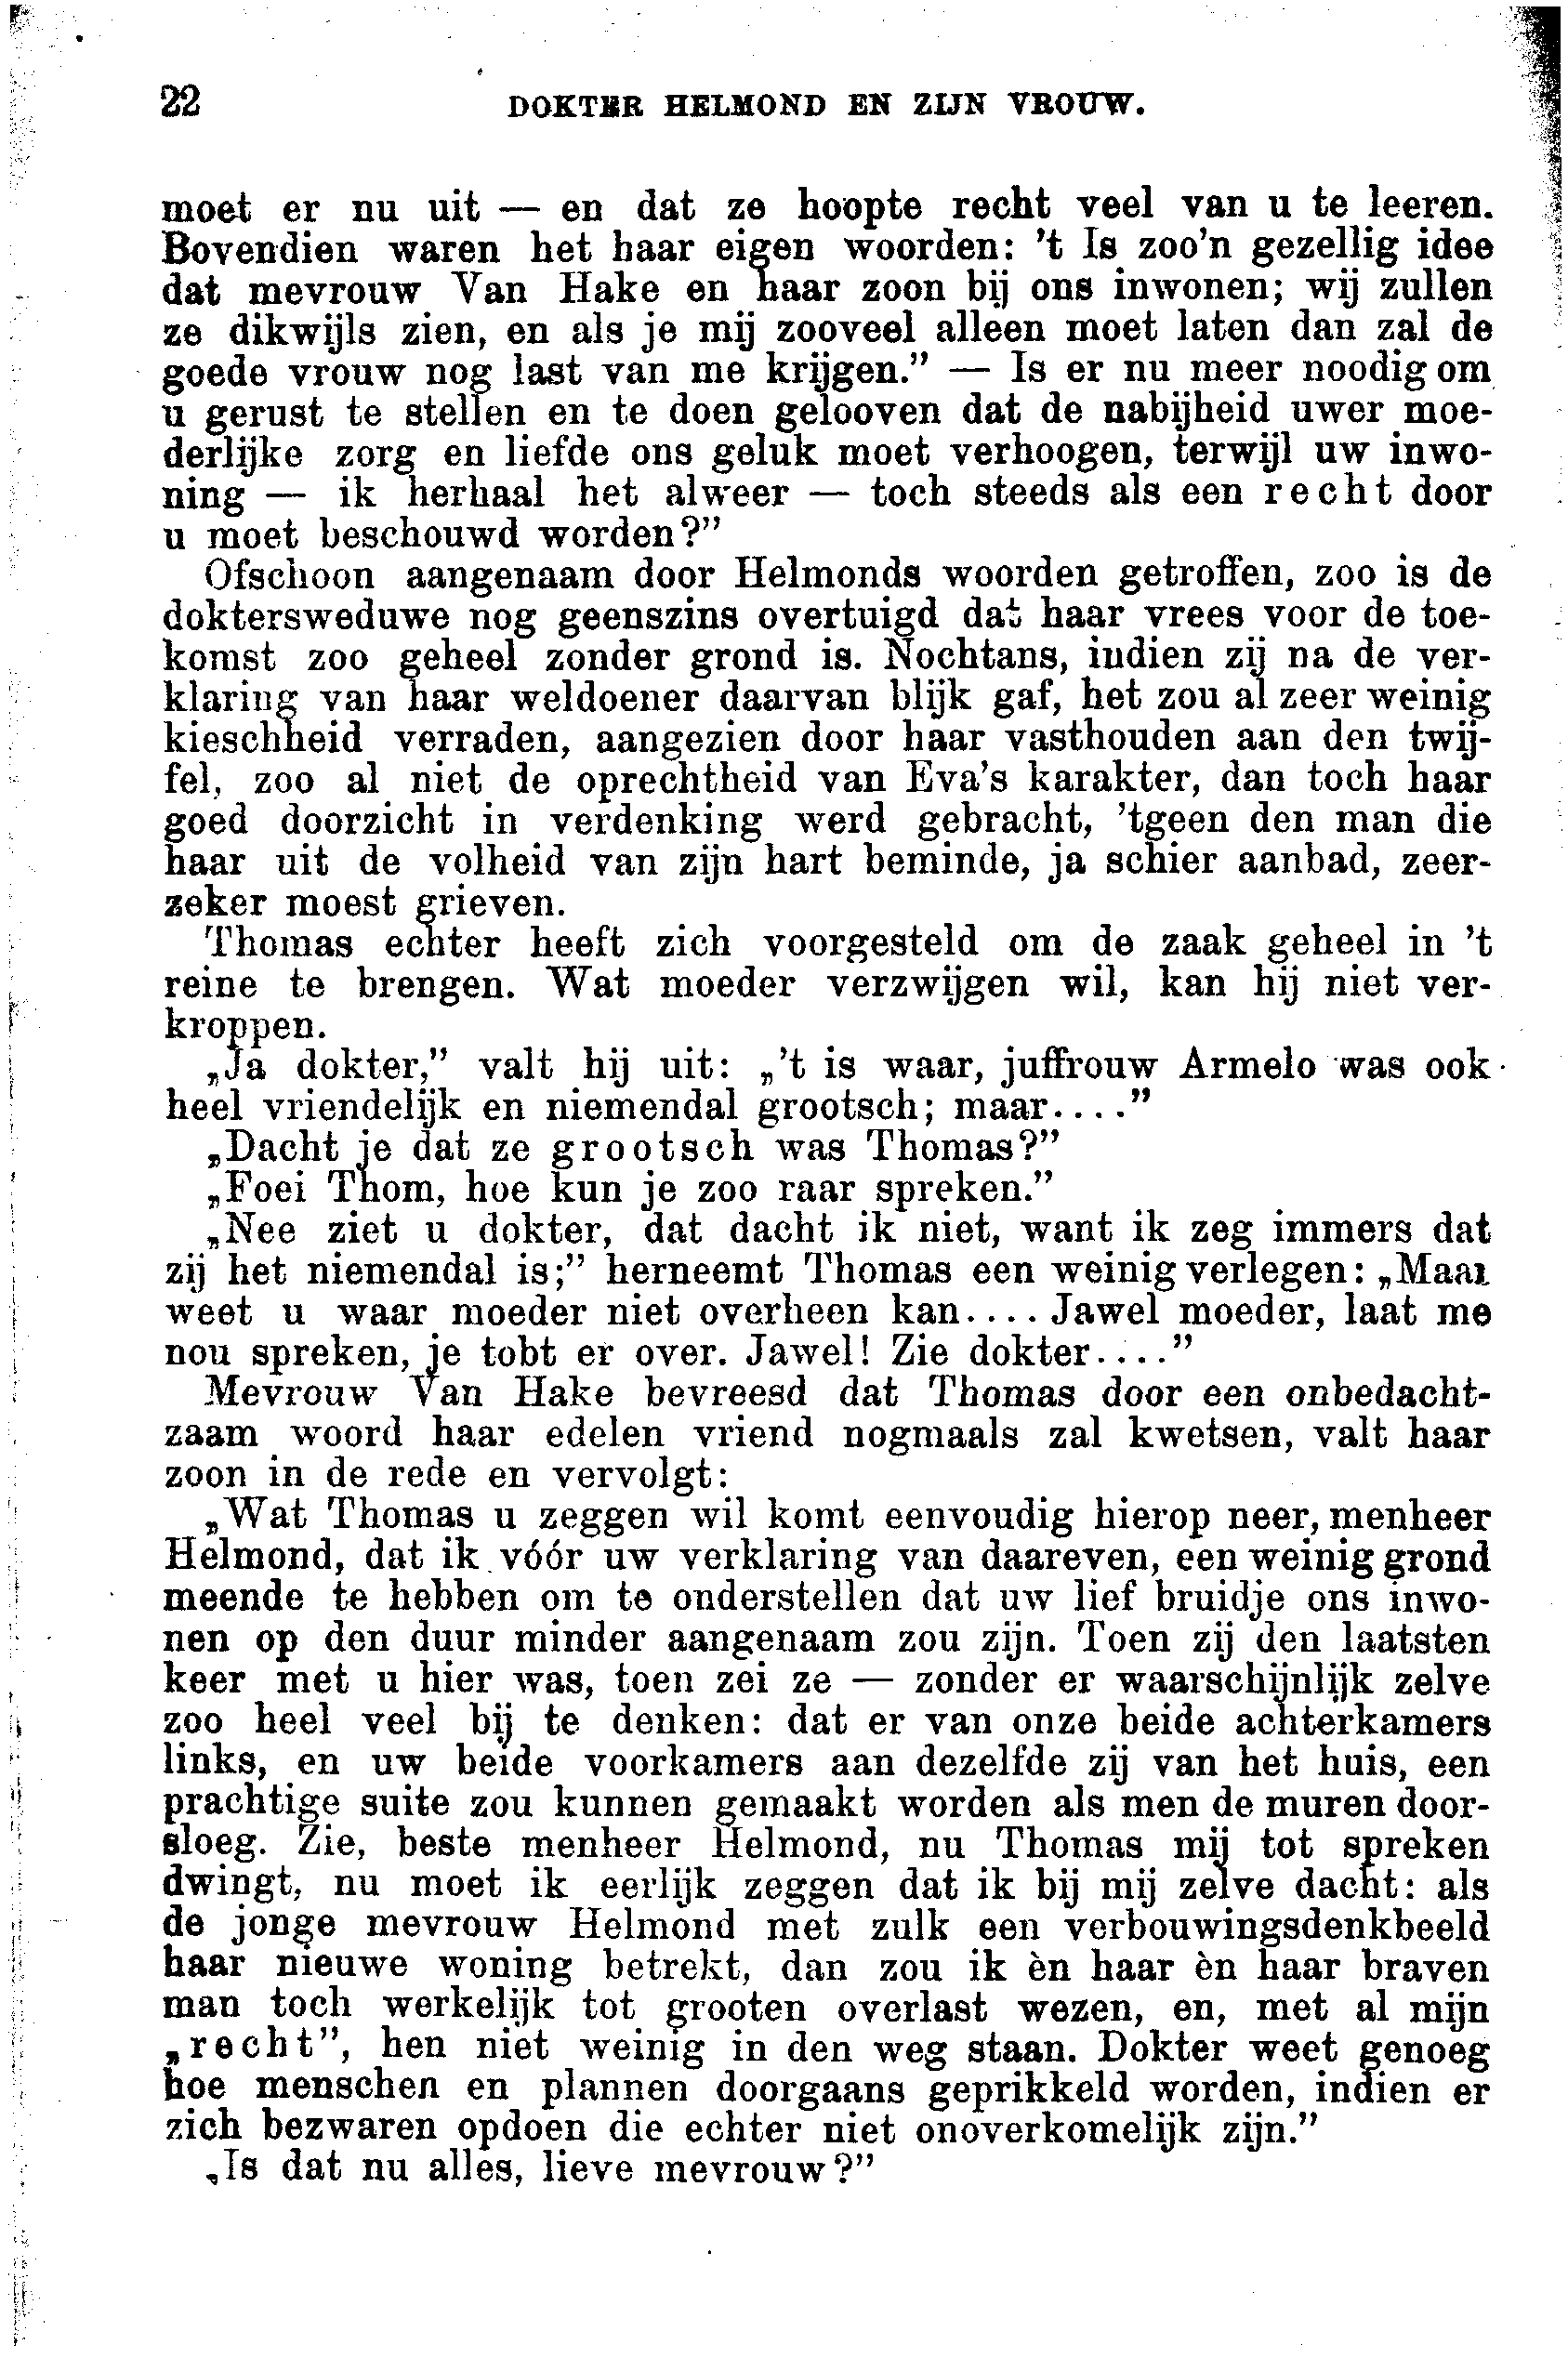 22 DOKTER HELMOND EN ZIJN VROUW.
moet er nu uit — en dat ze hoopte recht veel van u te leeren.
Bovendien waren het haar eigen woorden: 't Is zoo'n gezellig idee
dat mevrouw Van Hake en haar zoon bij ons inwonen; wij zullen
ze dikwijls zien, en als je mij zooveel alleen moet laten dan zal de
goede vrouw nog last van me krijgen.” — Is er nu meer noodig om
u gerust te stellen en te doen gelooven dat de nabijheid uwer moe-
derlijke zorg en liefde ons geluk moet verhoogen, terwijl uw inwo-
ning — ik herhaal het alweer — toch steeds als een recht door
u moet beschouwd worden?”
Ofschoon aangenaam door Helmonds woorden getroffen, zoo is de
doktersweduwe nog geenszins overtuigd dat haar vrees voor de toe-
komst zoo geheel zonder grond is. Nochtans, indien zij na de ver-
klaring van haar weldoener daarvan blijk gaf, het zou al zeer weinig
kieschheid verraden, aangezien door haar vasthouden aan den twij-
fel, zoo al niet de oprechtheid van Eva's karakter, dan toch haar
goed doorzicht in verdenking werd gebracht, 'tgeen den man die
haar uit de volheid van zijn hart beminde, ja schier aanbad, zeer-
zeker moest grieven.
Thomas echter heeft zich voorgesteld om de zaak geheel in 't
reine te brengen. Wat moeder verzwijgen wil, kan hij niet ver-
kroppen.
„Ja dokter,” valt hij uit: „'t is waar, juffrouw Armelo was ook
heel vriendelijk en niemendal grootsch; maar....”
„Dacht je dat ze grootsch was Thomas?”
„Foei Thom, hoe kun je zoo raar spreken.”
„Nee ziet u dokter, dat dacht ik niet, want ik zeg immers dat
zij het niemendal is;” herneemt Thomas een weinig verlegen: „Maar
weet u waar moeder niet overheen kan.... Jawel moeder, laat me
nou spreken, je tobt er over. Jawel! Zie dokter....”
Mevrouw Van Hake bevreesd dat Thomas door een onbedacht-
zaam woord haar edelen vriend nogmaals zal kwetsen, valt haar
zoon in de rede en vervolgt:
„Wat Thomas u zeggen wil komt eenvoudig hierop neer, menheer
Helmond, dat ik vóór uw verklaring van daareven, een weinig grond
meende te hebben om te onderstellen dat uw lief bruidje ons inwo-
nen op den duur minder aangenaam zou zijn. Toen zij den laatsten
keer met u hier was, toen zei ze — zonder er waarschijnlijk zelve
zoo heel veel bij te denken: dat er van onze beide achterkamers
links, en uw beide voorkamers aan dezelfde zij van het huis, een
prachtige suite zou kunnen gemaakt worden als men de muren door-
sloeg. Zie, beste menheer Helmond, nu Thomas mij tot spreken
dwingt, nu moet ik eerlijk zeggen dat ik bij mij zelve dacht: als
de jonge mevrouw Helmond met zulk een verbouwingsdenkbeeld
haar nieuwe woning betrekt, dan zou ik èn haar èn haar braven
man toch werkelijk tot grooten overlast wezen, en, met al mijn
„recht”, hen niet weinig in den weg staan. Dokter weet genoeg
hoe menschen en plannen doorgaans geprikkeld worden, indien er
zich bezwaren opdoen die echter niet onoverkomelijk zijn.”
„Is dat nu alles, lieve mevrouw?”